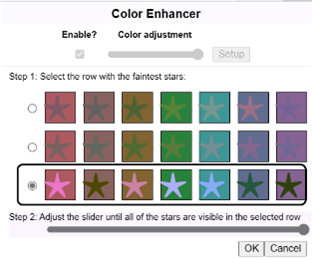 Color Enhancer
Enable? Color adjustment
Setup
Step 1: Select the row with the faintest stars:
Step 2: Adjust the slider until all of the stars are visible in the selected row
OK Cancel